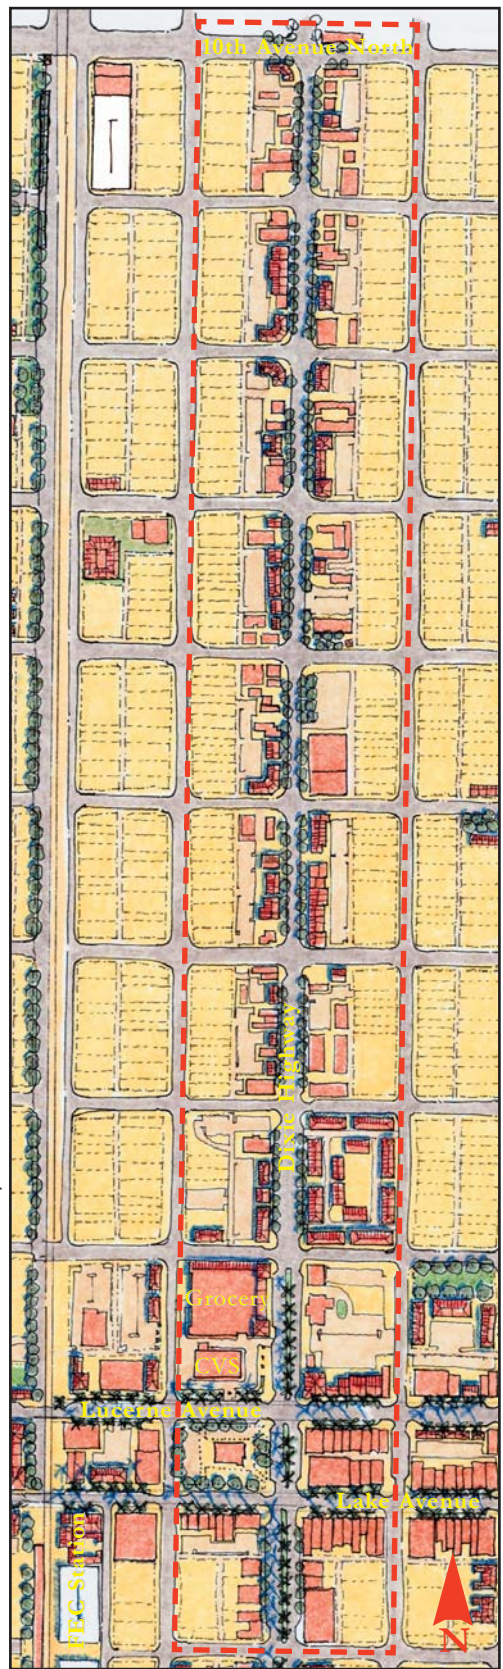 10th Avenue North
Dixie Highway
Grocery
CVS
Lucerne Avenue
Lake Avenue
FEC Station
N